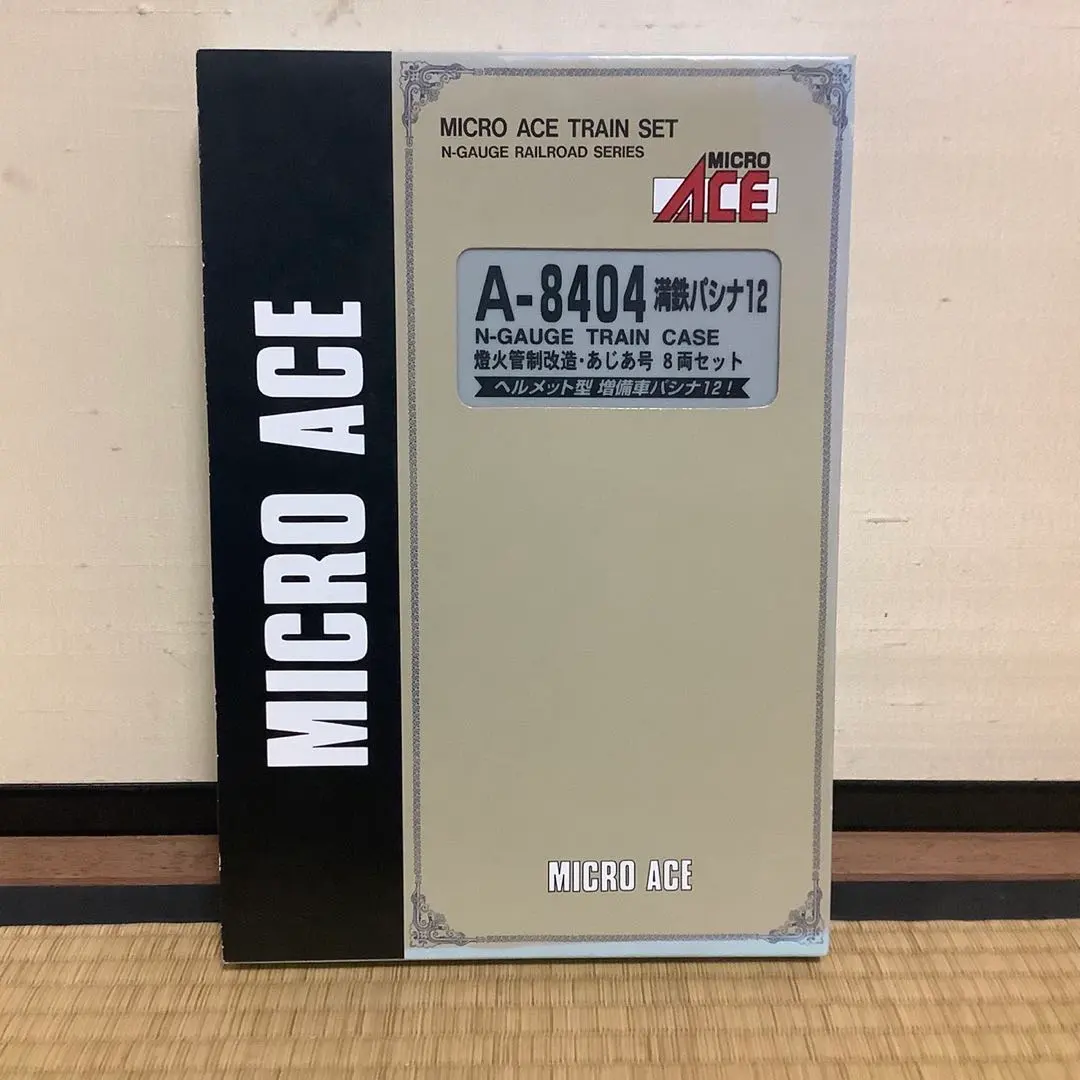 MICRO ACE
MICRO ACE TRAIN SET
N-GAUGE RAILROAD SERIES
MICRO
ACE
A-8404 満鉄パシナ12
N-GAUGE TRAIN CASE
燈火管制改造・あじあ号 8両セット
ヘルメット型 増備車パシナ12!
MICRO ACE